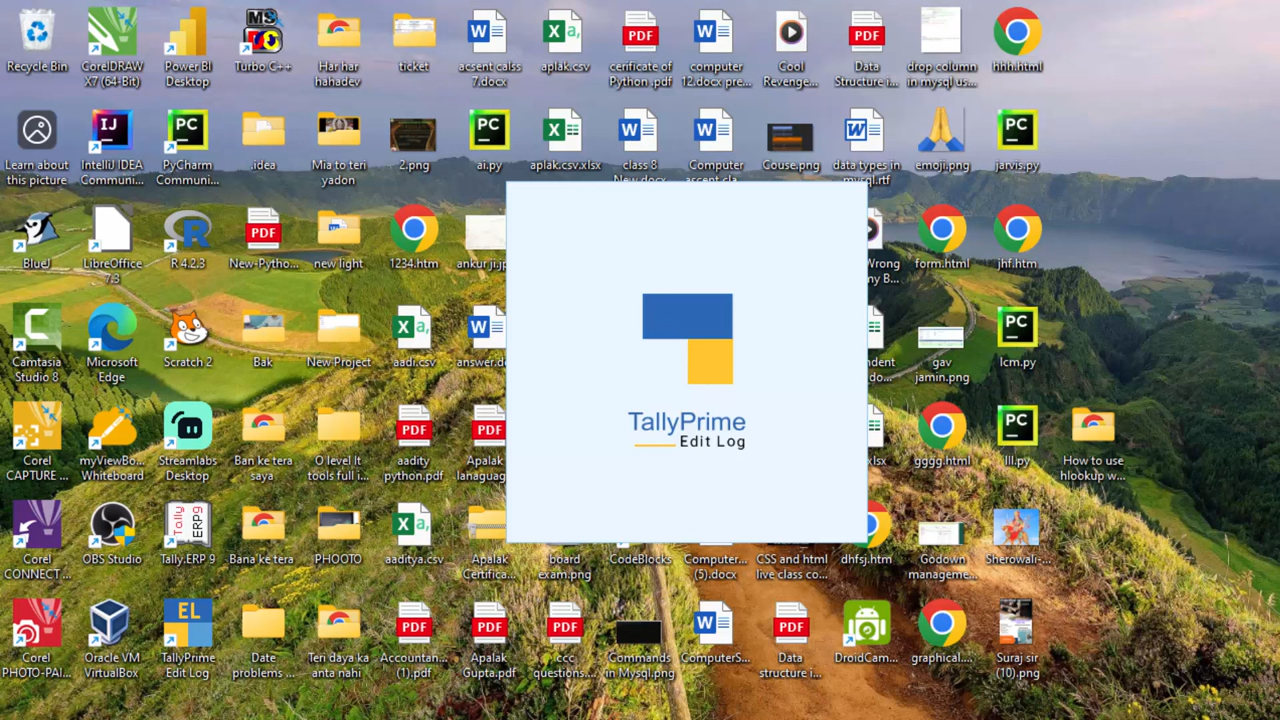 Recycle Bin
CorelDRAW
X7 (64-Bit)
Power BI
Desktop
Turbo C++
Har har
hahadev
ticket
acsent calss
7.docx
aplak.csv
cerificate of
Python .pdf
computer
12.docx pre...
Cool
Revenge...
Data
Structure i...
drop column
in mysql us...
hhh.html
Learn about
this picture
IntelliJ IDEA
Communi...
PyCharm
Communi...
.idea
Mia to teri
yadon
2.png
ai.py
aplak.csv.xlsx
class 8
New.docx
Computer
accent cla...
Couse.png
data types in
mysql.rtf
emoji.png
jarvis.py
BlueJ
LibreOffice
7.3
R 4.2.3
New-Pytho...
new light
1234.htm
ankur ji.jp
Wrong
form.html
jhf.htm
Camtasia
Studio 8
Microsoft
Edge
Scratch 2
Bak
New Project
aadi.csv
answer.do
gav
jamin.png
lcm.py
TallyPrime
Edit Log
Corel
CAPTURE ...
myViewBo...
Whiteboard
Streamlabs
Desktop
Ban ke tera
saya
O level It
tools full i...
aadity
python.pdf
Apalak
lanaguag
.xlsx
gggg.html
lll.py
How to use
hlookup w...
Corel
CONNECT ...
OBS Studio
Tally.ERP 9
Bana ke tera
PHOOTO
aaditya.csv
Apalak
Certifica...
board
exam.png
CodeBlocks
Computer...
(5).docx
CSS and html
live class co...
dhfsj.htm
Godown
manageme...
Sherowali-...
Corel
PHOTO-PAI...
Oracle VM
VirtualBox
TallyPrime
Edit Log
Date
problems ...
Teri daya ka
anta nahi
Accountan...
(1).pdf
Apalak
Gupta.pdf
ccc
questions....
Commands
in Mysql.png
ComputerS...
Data
structure i...
DroidCam...
graphical....
Suraj sir
(10).png